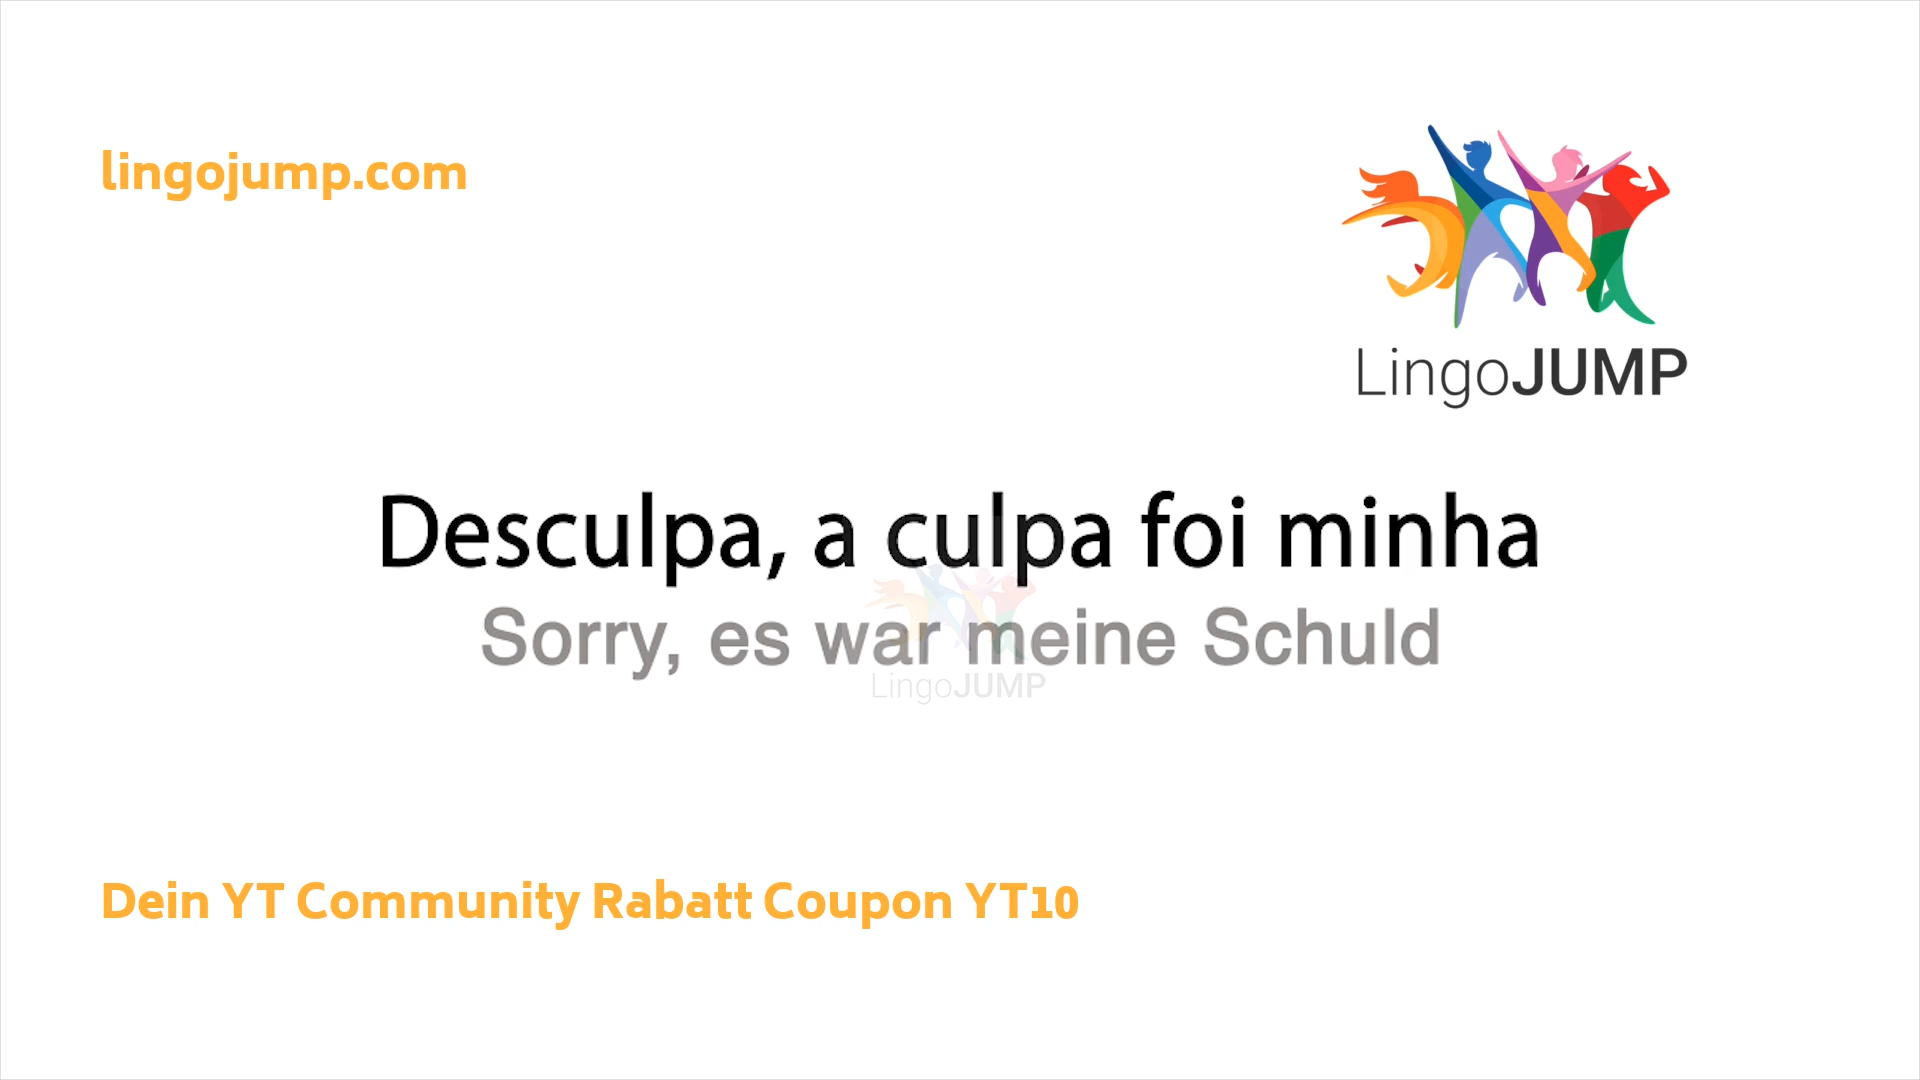 lingojump.com
LingoJUMP
Desculpa, a culpa foi minha
Sorry, es war meine Schuld
LingoJUMP
Dein YT Community Rabatt Coupon YT10